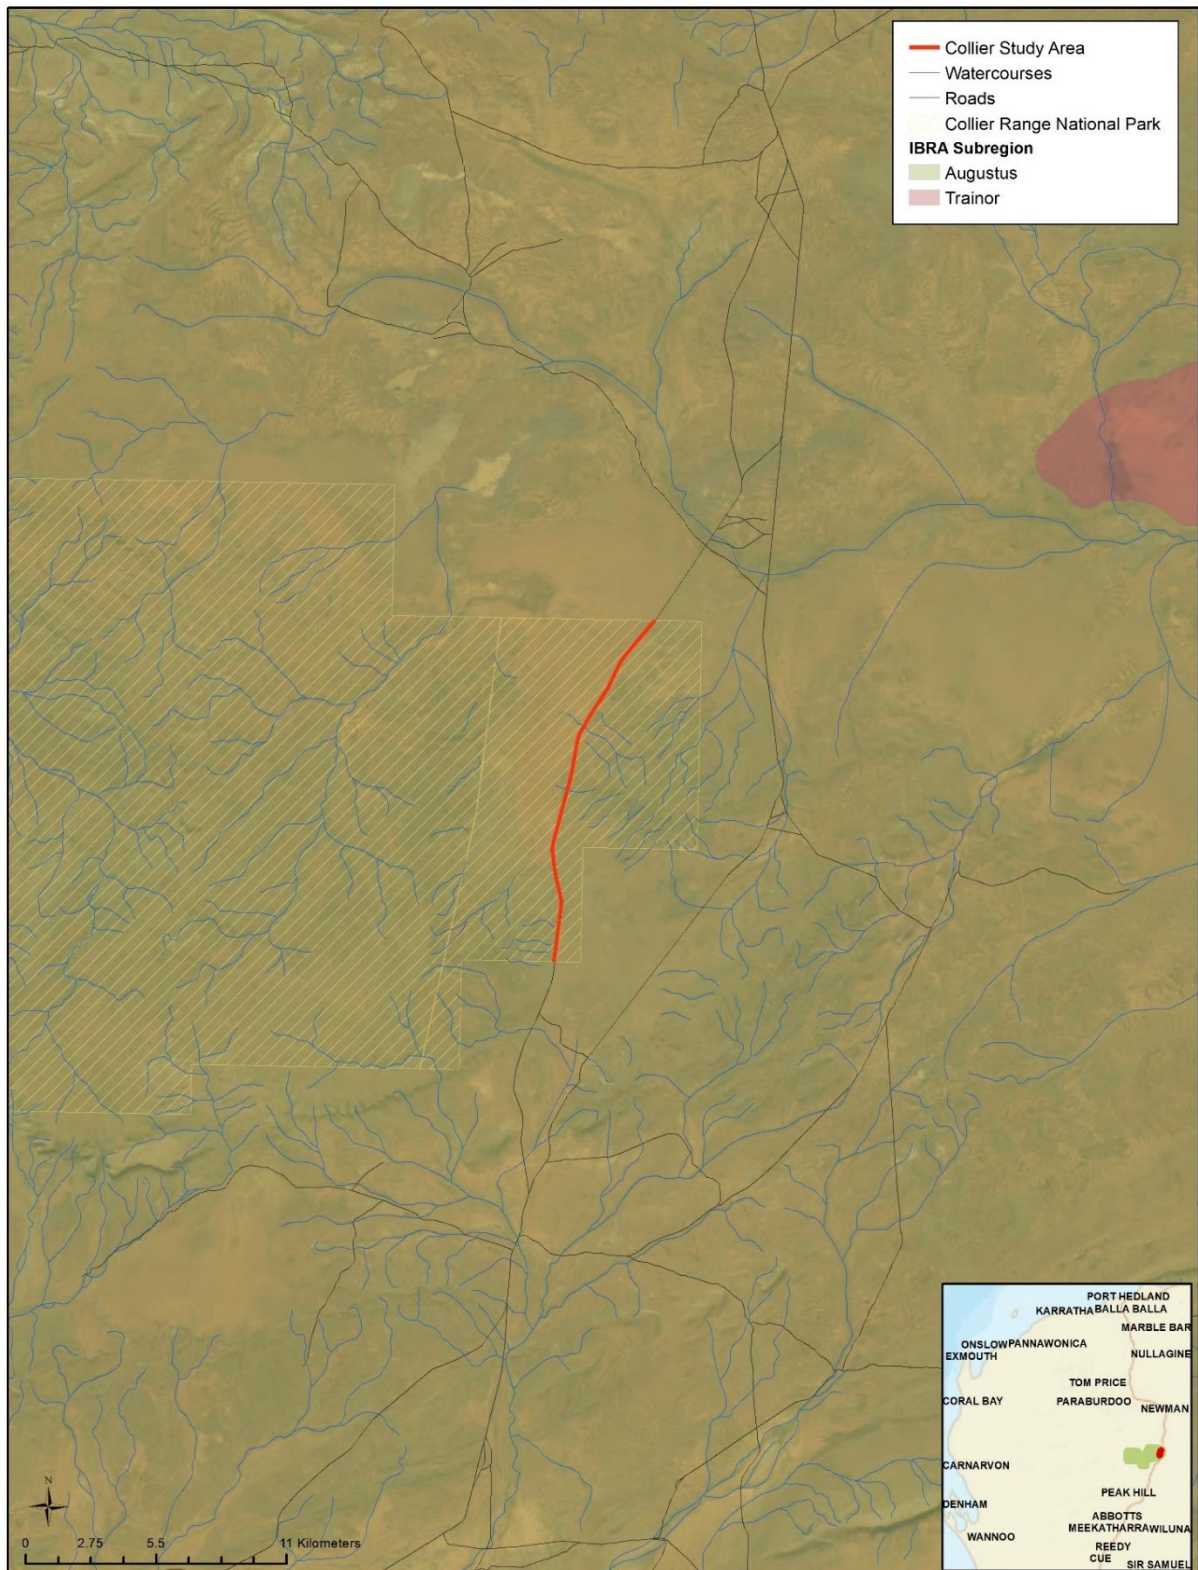 Collier Study Area
Watercourses
Roads
Collier Range National Park
IBRA Subregion
Augustus
Trainor
PORT HEDLAND
KARRATHA BALLA BALLA
MARBLE BAR
ONSLOW PANNAWONICA
EXMOUTH NULLAGINE
TOM PRICE
CORAL BAY PARABURDOO
NEWMAN
CARNARVON
PEAK HILL
DENHAM
ABBOTTS
MEEKATHARRA WILUNA
WANNOO
REEDY
CUE
SIR SAMUEL
N
0 2.75 5.5 11 Kilometers